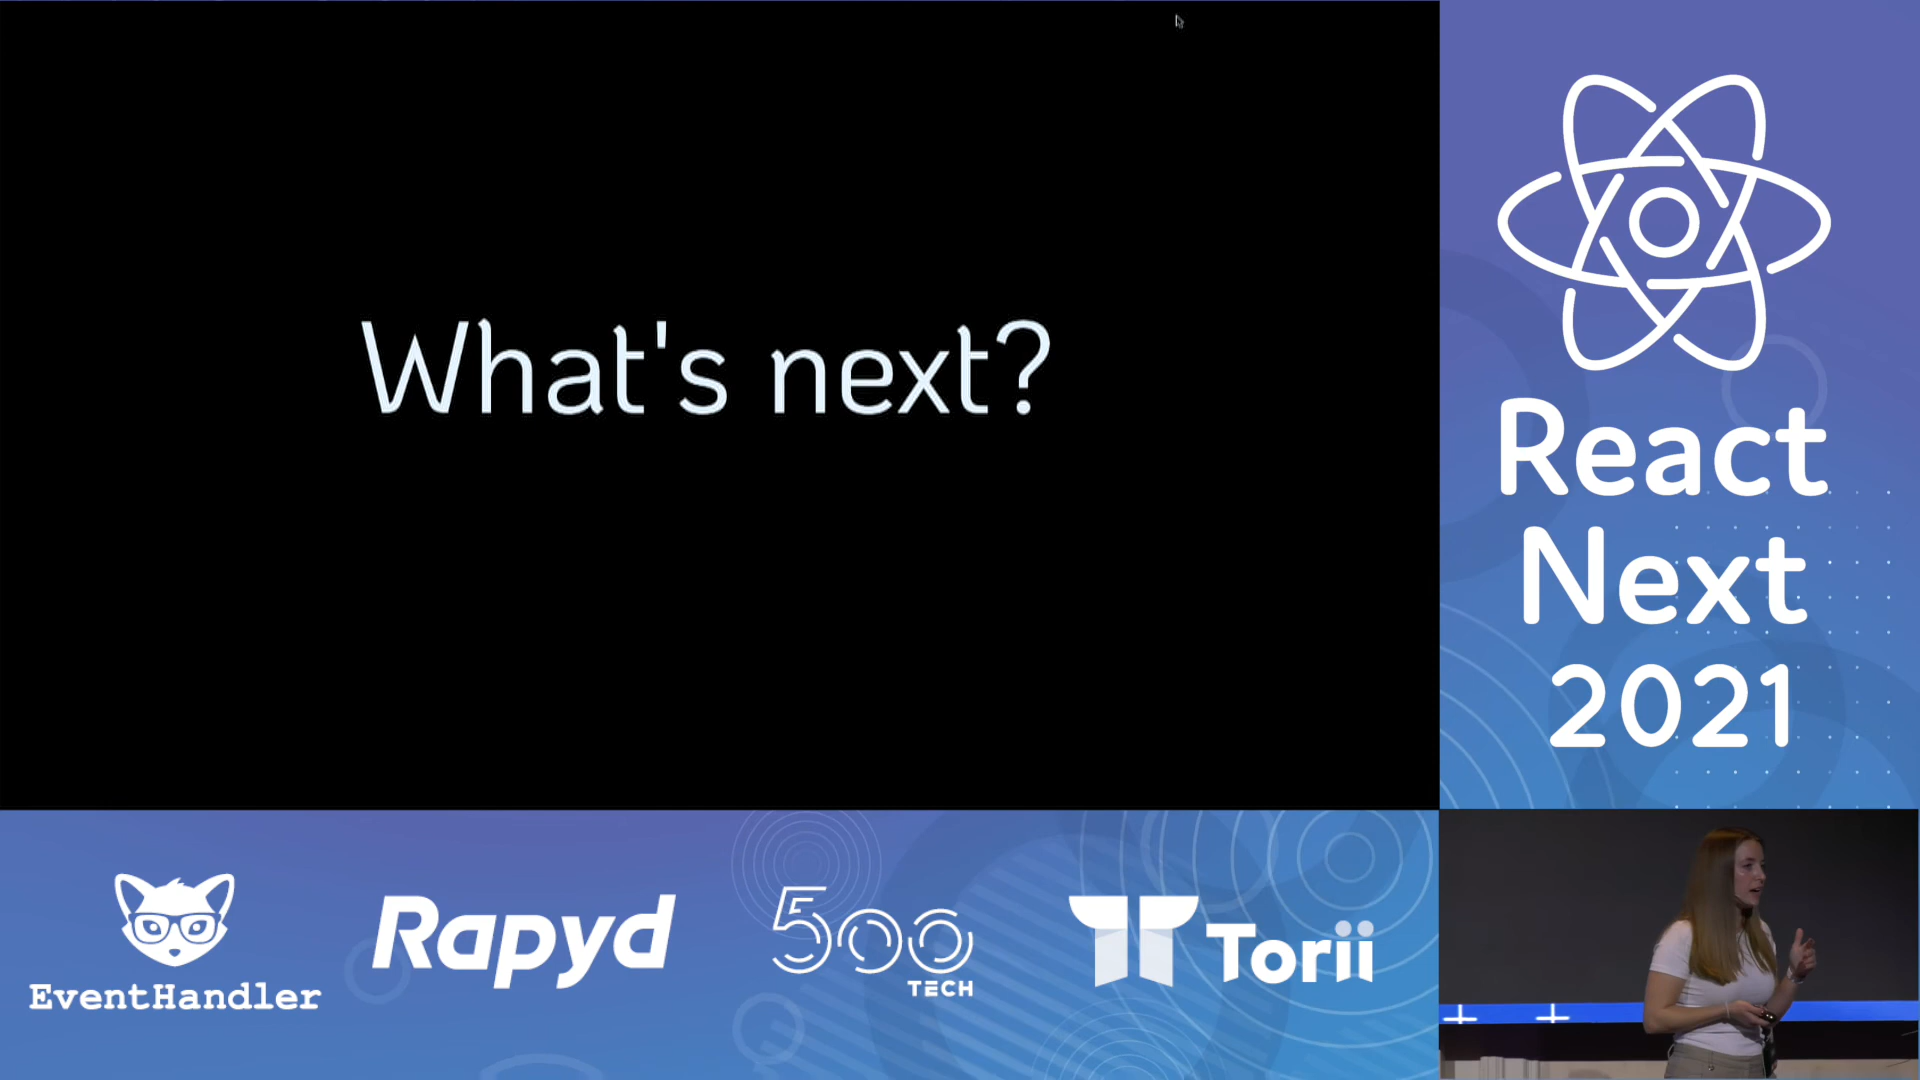 What's next?
React
Next
2021
EventHandler
Rapyd
500
TECH
Torii